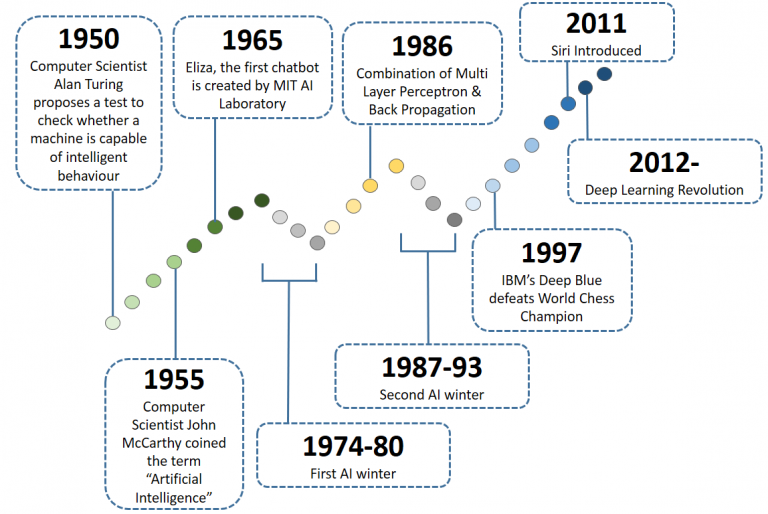 1950
Computer Scientist
Alan Turing
proposes a test to
check whether a
machine is capable
of intelligent
behaviour
1965
Eliza, the first chatbot
is created by MIT AI
Laboratory
1986
Combination of Multi
Layer Perceptron &
Back Propagation
2011
Siri Introduced
2012-
Deep Learning Revolution
1997
IBM's Deep Blue
defeats World Chess
Champion
1987-93
Second AI winter
1955
Computer
Scientist John
McCarthy coined
the term
“Artificial
Intelligence”
1974-80
First AI winter